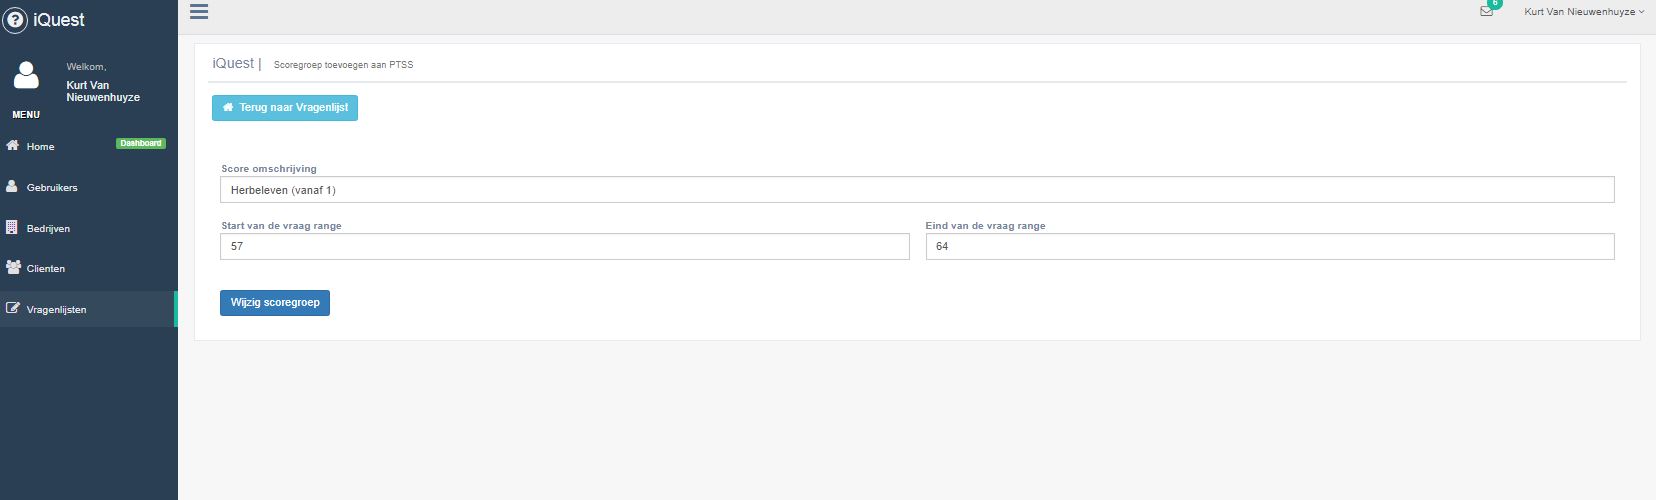 iQuest
6
Kurt Van Nieuwenhuyze
Welkom,
Kurt Van
Nieuwenhuyze
MENU
Home
Dashboard
Gebruikers
Bedrijven
Clienten
Vragenlijsten
iQuest | Scoregroep toevoegen aan PTSS
Terug naar Vragenlijst
Score omschrijving
Herbeleven (vanaf 1)
Start van de vraag range
Eind van de vraag range
57
64
Wijzig scoregroep